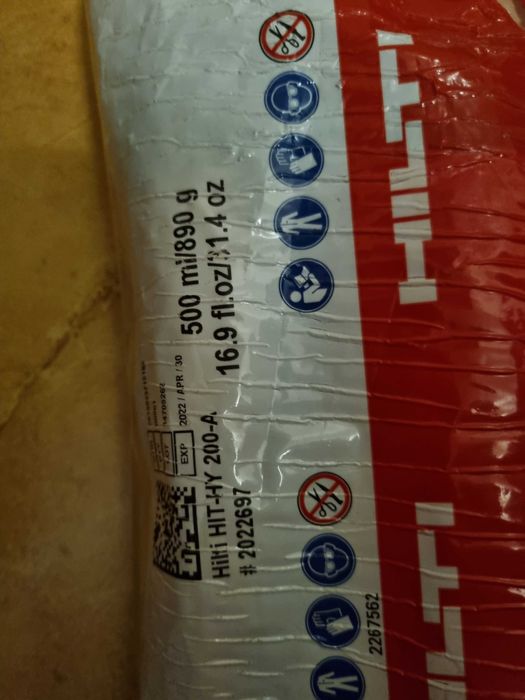 HILTI
500 ml/890 g
16.9 fl.oz/31.4 oz
2022 / APR / 30
EXP
Hilti HIT-HY 200-A
# 2022697
2267562